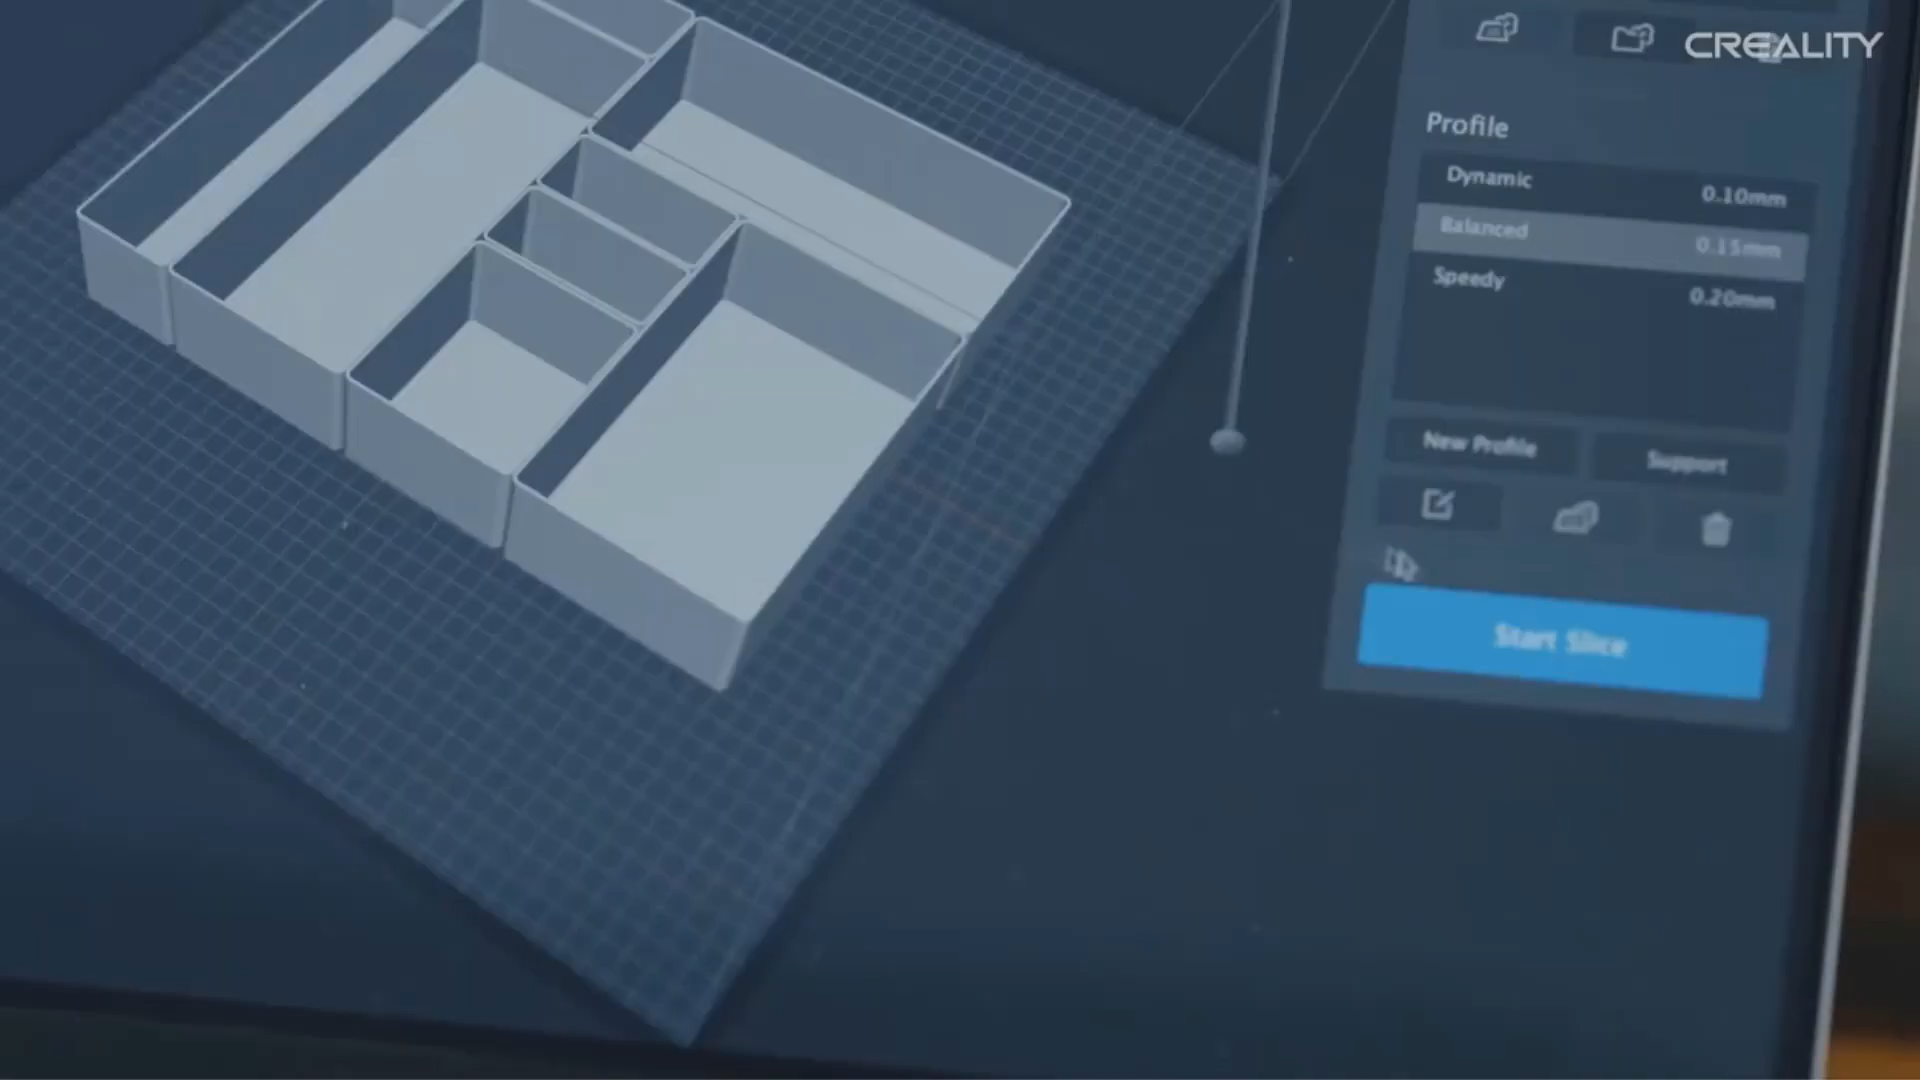 CREALITY
Profile
Dynamic 0.10mm
Balanced 0.15mm
Speedy 0.20mm
New Profile Support
Start Slice